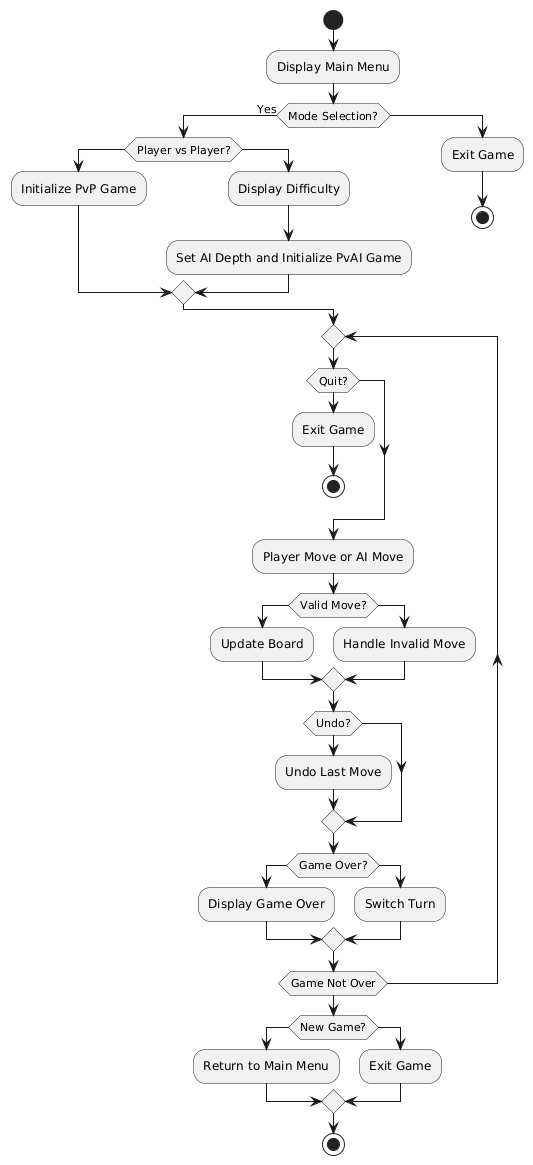 Display Main Menu
Yes
Mode Selection?
Player vs Player?
Exit Game
Initialize PvP Game
Display Difficulty
Set AI Depth and Initialize PvAI Game
Quit?
Exit Game
Player Move or AI Move
Valid Move?
Update Board
Handle Invalid Move
Undo?
Undo Last Move
Game Over?
Display Game Over
Switch Turn
Game Not Over
New Game?
Return to Main Menu
Exit Game